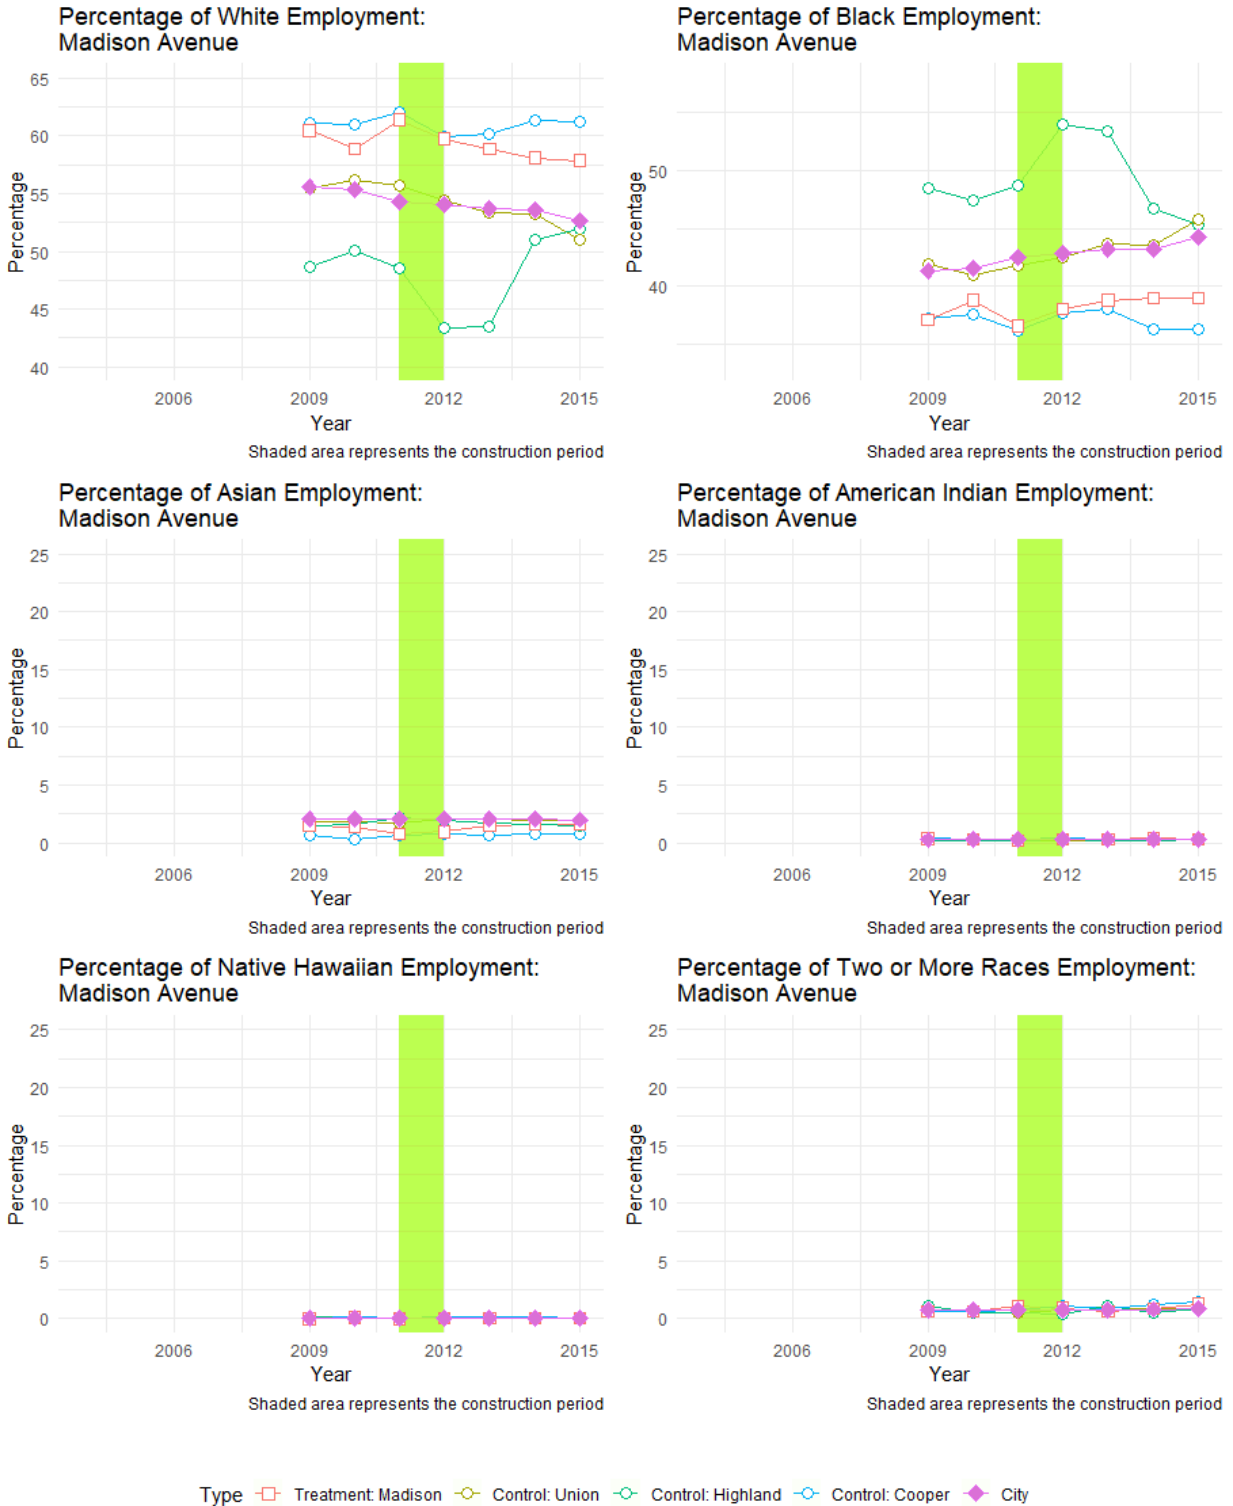 Percentage of White Employment:
Madison Avenue
65
60
55
50
45
40
Percentage
2006 2009 2012 2015
Year
Shaded area represents the construction period
Percentage of Black Employment:
Madison Avenue
50
40
Percentage
2006 2009 2012 2015
Year
Shaded area represents the construction period
Percentage of Asian Employment:
Madison Avenue
25
20
15
10
5
0
Percentage
2006 2009 2012 2015
Year
Shaded area represents the construction period
Percentage of American Indian Employment:
Madison Avenue
25
20
15
10
5
0
Percentage
2006 2009 2012 2015
Year
Shaded area represents the construction period
Percentage of Native Hawaiian Employment:
Madison Avenue
25
20
15
10
5
0
Percentage
2006 2009 2012 2015
Year
Shaded area represents the construction period
Percentage of Two or More Races Employment:
Madison Avenue
25
20
15
10
5
0
Percentage
2006 2009 2012 2015
Year
Shaded area represents the construction period
Type Treatment: Madison Control: Union Control: Highland Control: Cooper City